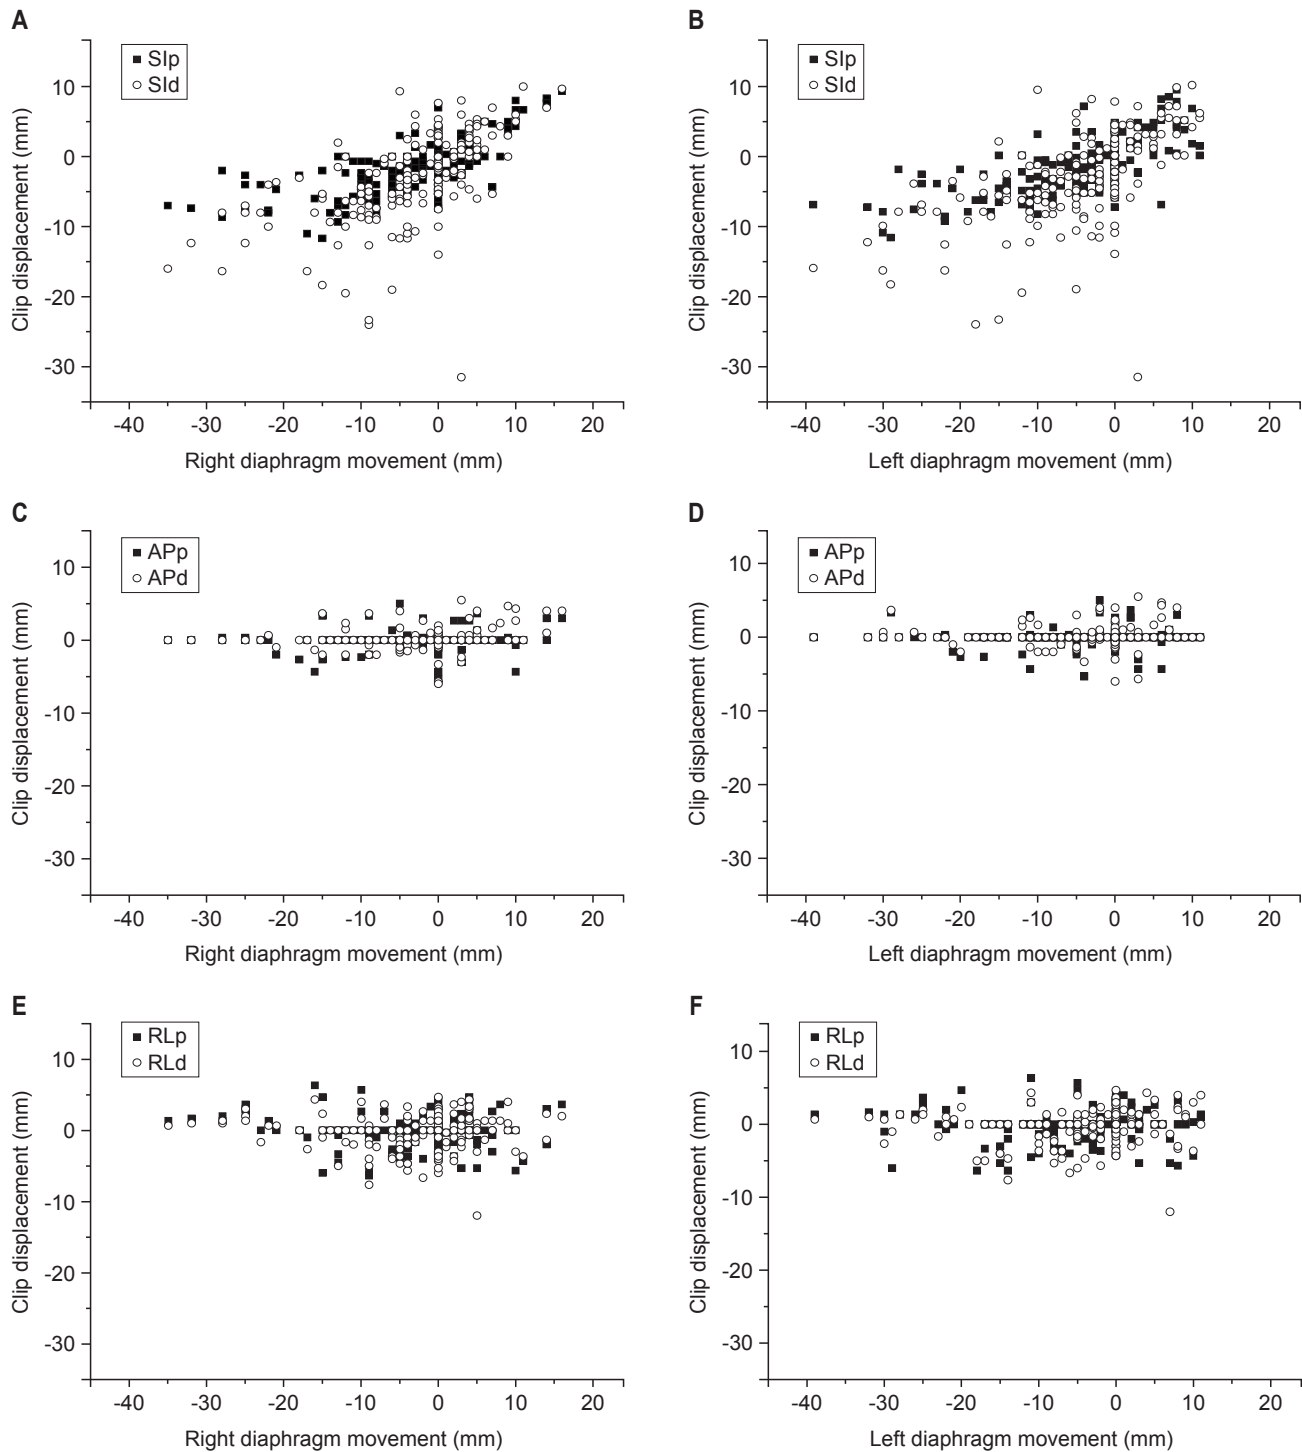 A
SIp
SId
10
0
-10
-20
-30
Clip displacement (mm)
-40 -30 -20 -10 0 10 20
Right diaphragm movement (mm)
B
SIp
SId
10
0
-10
-20
-30
Clip displacement (mm)
-40 -30 -20 -10 0 10 20
Left diaphragm movement (mm)
C
APp
APd
10
0
-10
-20
-30
Clip displacement (mm)
-40 -30 -20 -10 0 10 20
Right diaphragm movement (mm)
D
APp
APd
10
0
-10
-20
-30
Clip displacement (mm)
-40 -30 -20 -10 0 10 20
Left diaphragm movement (mm)
E
RLp
RLd
10
0
-10
-20
-30
Clip displacement (mm)
-40 -30 -20 -10 0 10 20
Right diaphragm movement (mm)
F
RLp
RLd
10
0
-10
-20
-30
Clip displacement (mm)
-40 -30 -20 -10 0 10 20
Left diaphragm movement (mm)